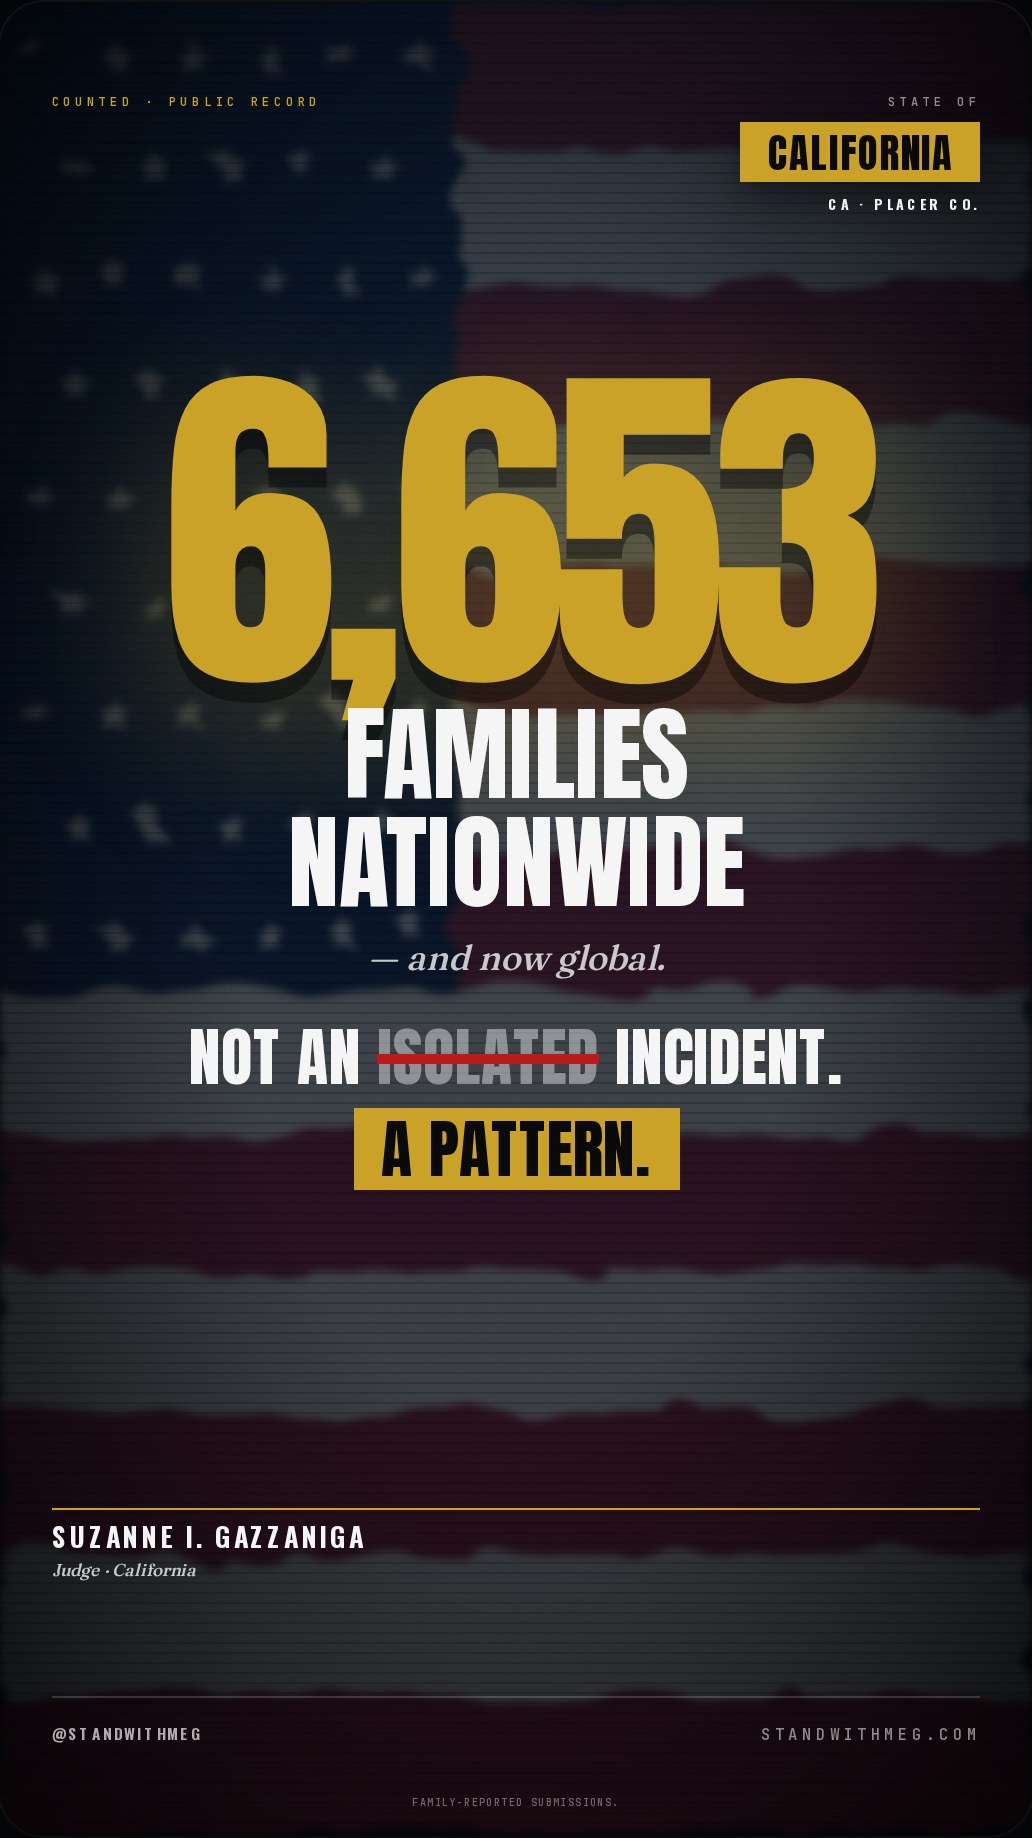 COUNTED · PUBLIC RECORD
STATE OF
CALIFORNIA
CA · PLACER CO.
6,653
FAMILIES
NATIONWIDE
— and now global.
NOT AN ISOLATED INCIDENT.
A PATTERN.
SUZANNE I. GAZZANIGA
Judge · California
@STANDWITHMEG
STANDWITHMEG.COM
FAMILY-REPORTED SUBMISSIONS.